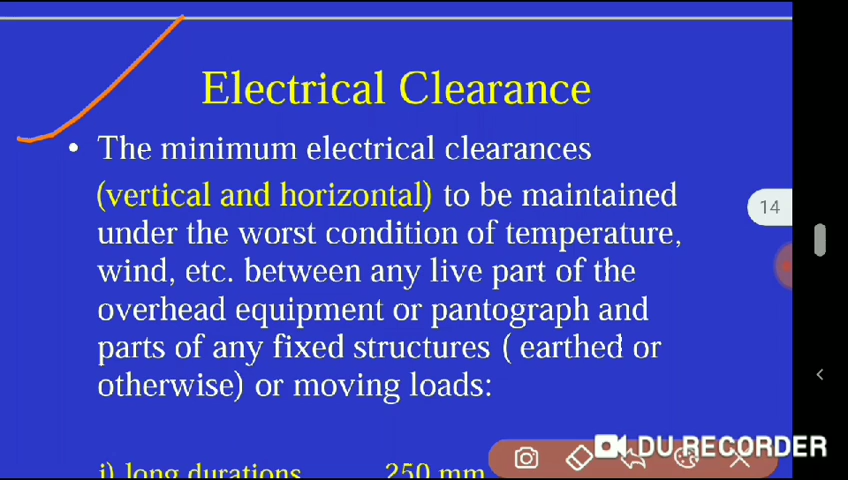 Electrical Clearance
• The minimum electrical clearances
(vertical and horizontal) to be maintained
14
under the worst condition of temperature,
wind, etc. between any live part of the
overhead equipment or pantograph and
parts of any fixed structures ( earthed or
otherwise) or moving loads:
i) long durations 250 mm
DU RECORDER